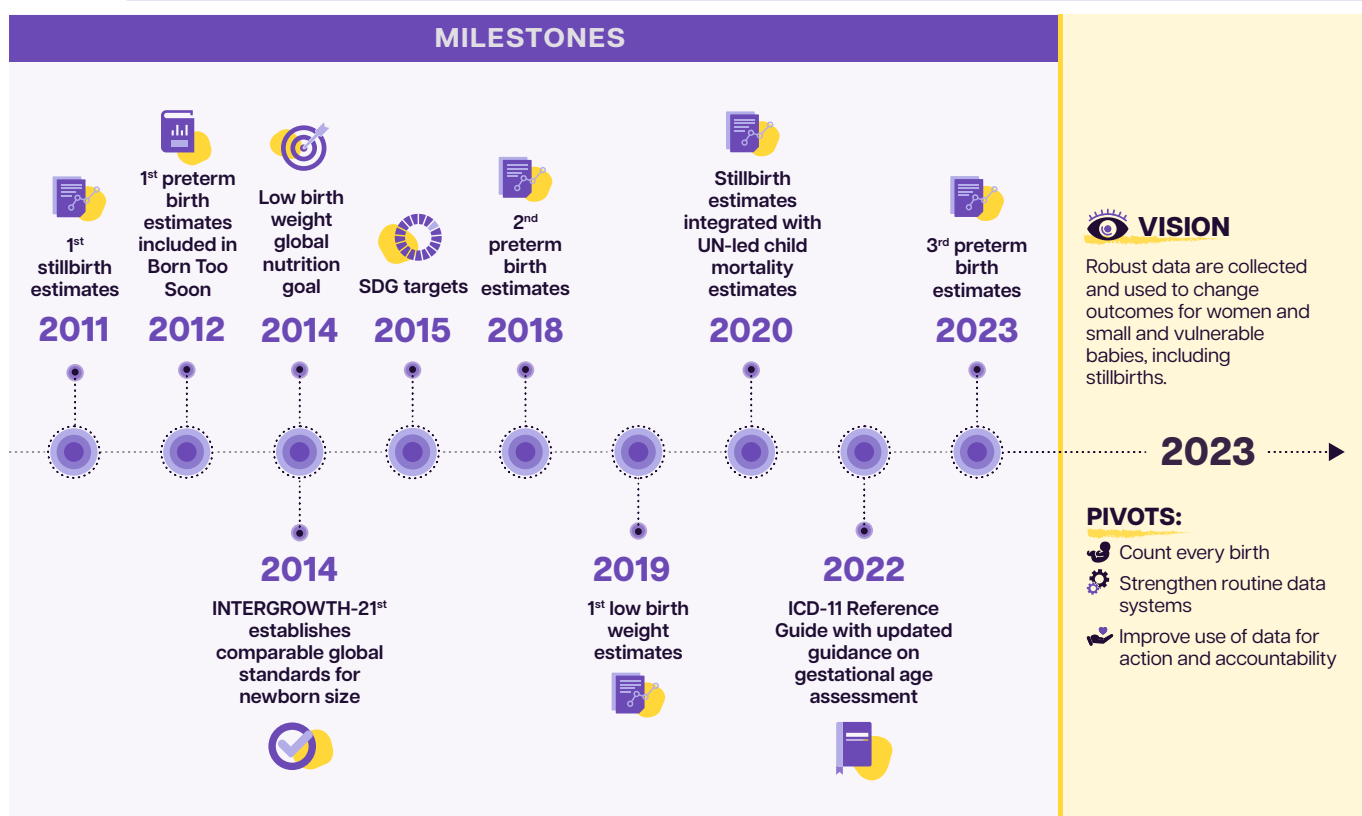 MILESTONES
1st
stillbirth
estimates
2011
1st preterm
birth
estimates
included in
Born Too
Soon
2012
Low birth
weight
global
nutrition
goal
2014
SDG targets
2015
2nd
preterm
birth
estimates
2018
Stillbirth
estimates
integrated with
UN-led child
mortality
estimates
2020
3rd preterm
birth
estimates
2023
2014
INTERGROWTH-21st
establishes
comparable global
standards for
newborn size
2019
1st low birth
weight
estimates
2022
ICD-11 Reference
Guide with updated
guidance on
gestational age
assessment
VISION
Robust data are collected
and used to change
outcomes for women and
small and vulnerable
babies, including
stillbirths.
2023
PIVOTS:
Count every birth
Strengthen routine data
systems
Improve use of data for
action and accountability